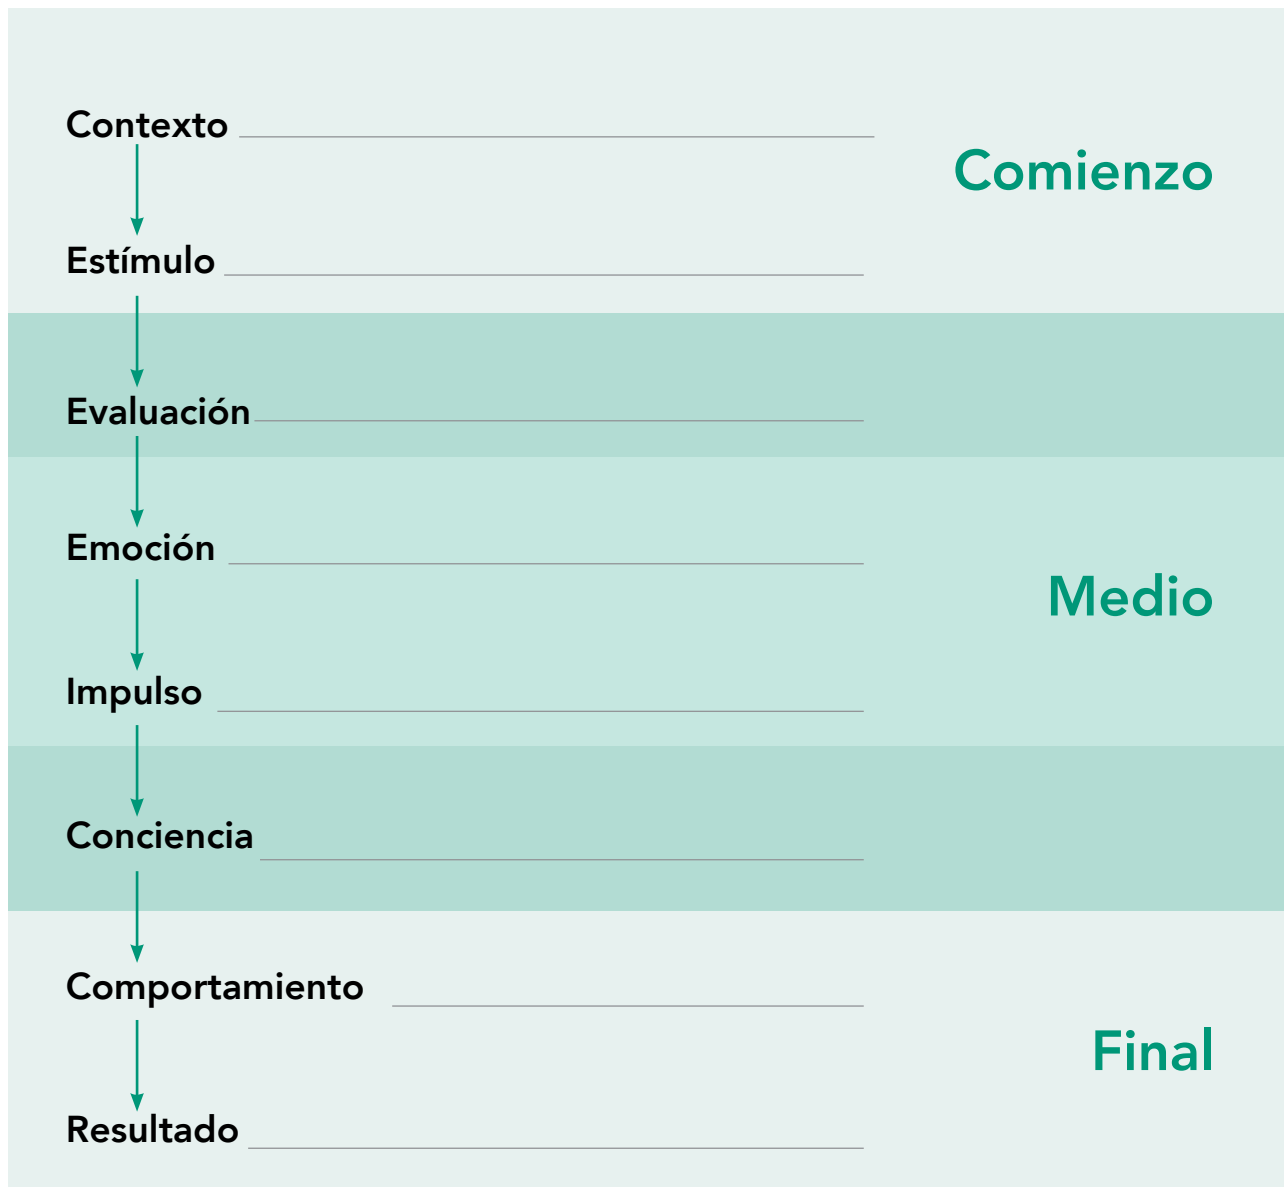 Contexto
Comienzo
Estímulo
Evaluación
Emoción
Medio
Impulso
Conciencia
Comportamiento
Final
Resultado